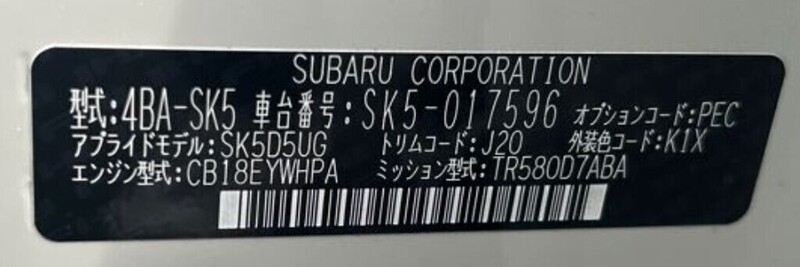 SUBARU CORPORATION
型式:4BA-SK5 車台番号:SK5-017596 オプションコード:PEC
アプライドモデル:SK5D5UG トリムコード:J20 外装色コード:K1X
エンジン型式:CB18EYWHPA ミッション型式:TR580D7ABA